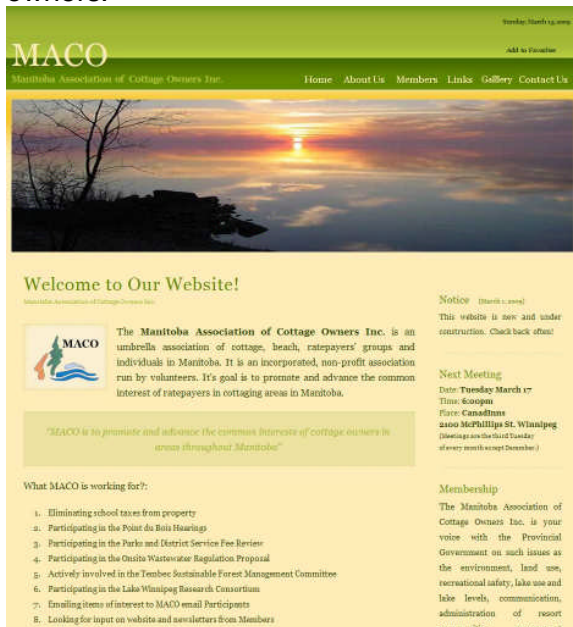 owners.
Sunday, March 15, 2009
Add to Favorites
MACO
Manitoba Association of Cottage Owners Inc.
Home About Us Members Links Gallery Contact Us
Welcome to Our Website!
Manitoba Association of Cottage Owners Inc.
MACO
The Manitoba Association of Cottage Owners Inc. is an
umbrella association of cottage, beach, ratepayers' groups and
individuals in Manitoba. It is an incorporated, non-profit association
run by volunteers. It's goal is to promote and advance the common
interest of ratepayers in cottaging areas in Manitoba.
"MACO is to promote and advance the common interests of cottage owners in
areas throughout Manitoba"
What MACO is working for?:
1. Eliminating school taxes from property
2. Participating in the Point du Bois Hearings
3. Participating in the Parks and District Service Fee Review
4. Participating in the Onsite Wastewater Regulation Proposal
5. Actively involved in the Tembec Sustainable Forest Management Committee
6. Participating in the Lake Winnipeg Research Consortium
7. Emailing items of interest to MACO email Participants
8. Looking for input on website and newsletters from Members
Notice (March 1, 2009)
This website is new and under
construction. Check back often!
Next Meeting
Date: Tuesday March 17
Time: 6:00pm
Place: CanadInns
2100 McPhillips St. Winnipeg
(Meetings are the third Tuesday
of every month except December.)
Membership
The Manitoba Association of
Cottage Owners Inc. is your
voice with the Provincial
Government on such issues as
the environment, land use,
recreational safety, lake use and
lake levels, communication,
administration of resort